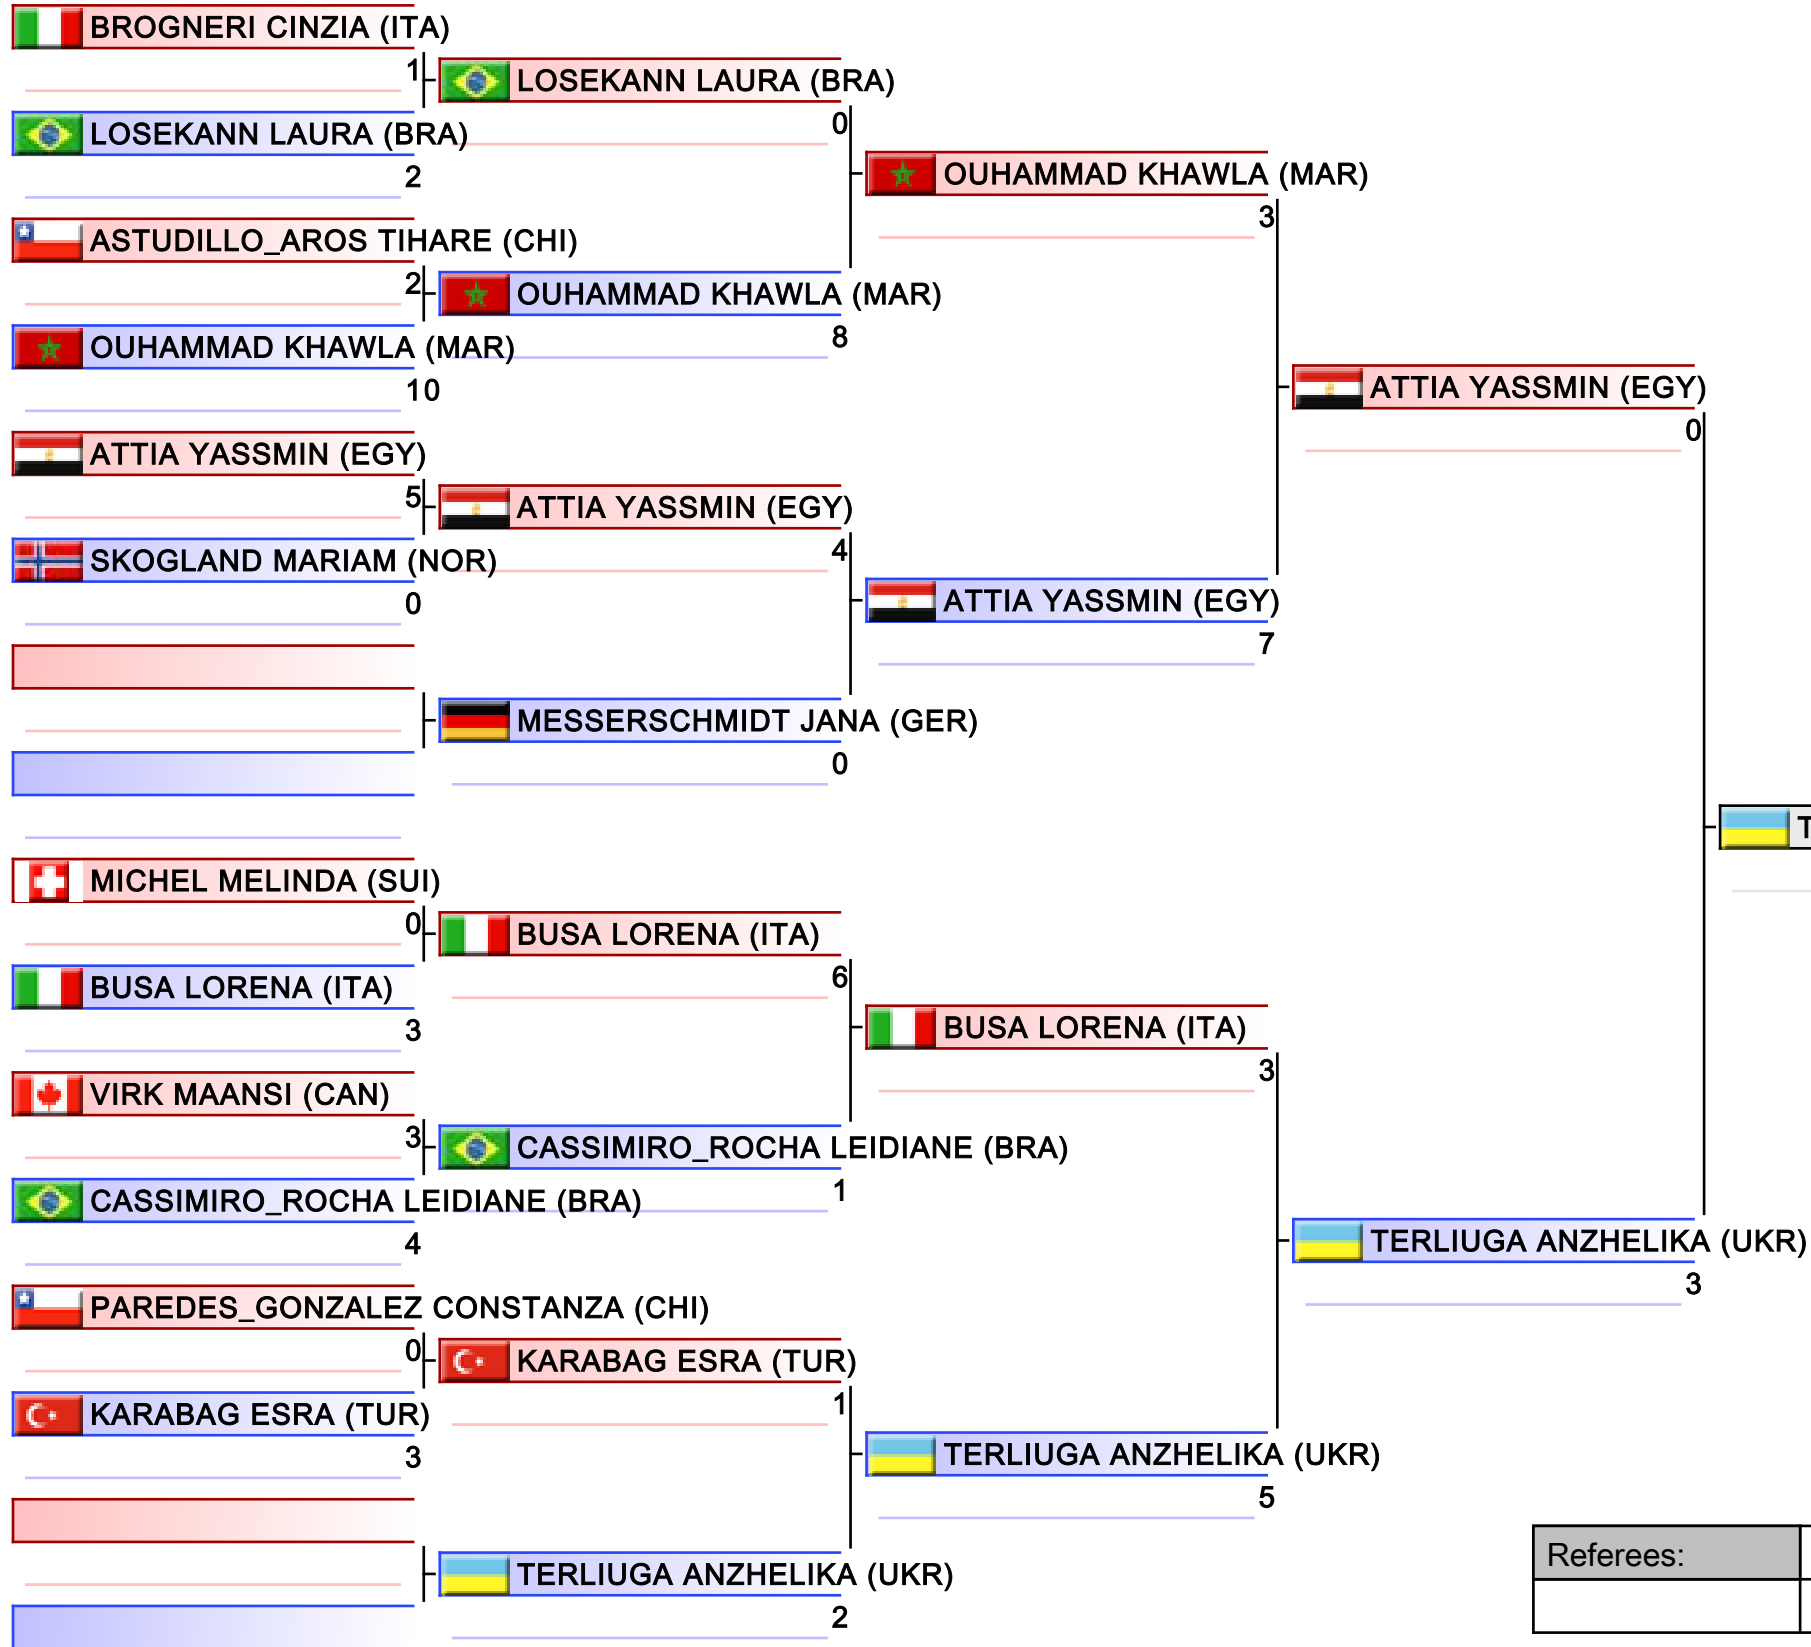 BROGNERI CINZIA (ITA)
1
LOSEKANN LAURA (BRA)
2
ASTUDILLO_AROS TIHARE (CHI)
2
OUHAMMAD KHAWLA (MAR)
10
ATTIA YASSMIN (EGY)
5
SKOGLAND MARIAM (NOR)
0
MICHEL MELINDA (SUI)
0
BUSA LORENA (ITA)
3
VIRK MAANSI (CAN)
3
CASSIMIRO_ROCHA LEIDIANE (BRA)
4
PAREDES_GONZALEZ CONSTANZA (CHI)
0
KARABAG ESRA (TUR)
3
LOSEKANN LAURA (BRA)
0
OUHAMMAD KHAWLA (MAR)
8
ATTIA YASSMIN (EGY)
4
MESSERSCHMIDT JANA (GER)
0
BUSA LORENA (ITA)
6
CASSIMIRO_ROCHA LEIDIANE (BRA)
1
KARABAG ESRA (TUR)
1
TERLIUGA ANZHELIKA (UKR)
2
OUHAMMAD KHAWLA (MAR)
3
ATTIA YASSMIN (EGY)
7
BUSA LORENA (ITA)
3
TERLIUGA ANZHELIKA (UKR)
5
ATTIA YASSMIN (EGY)
0
TERLIUGA ANZHELIKA (UKR)
3
T
Referees: